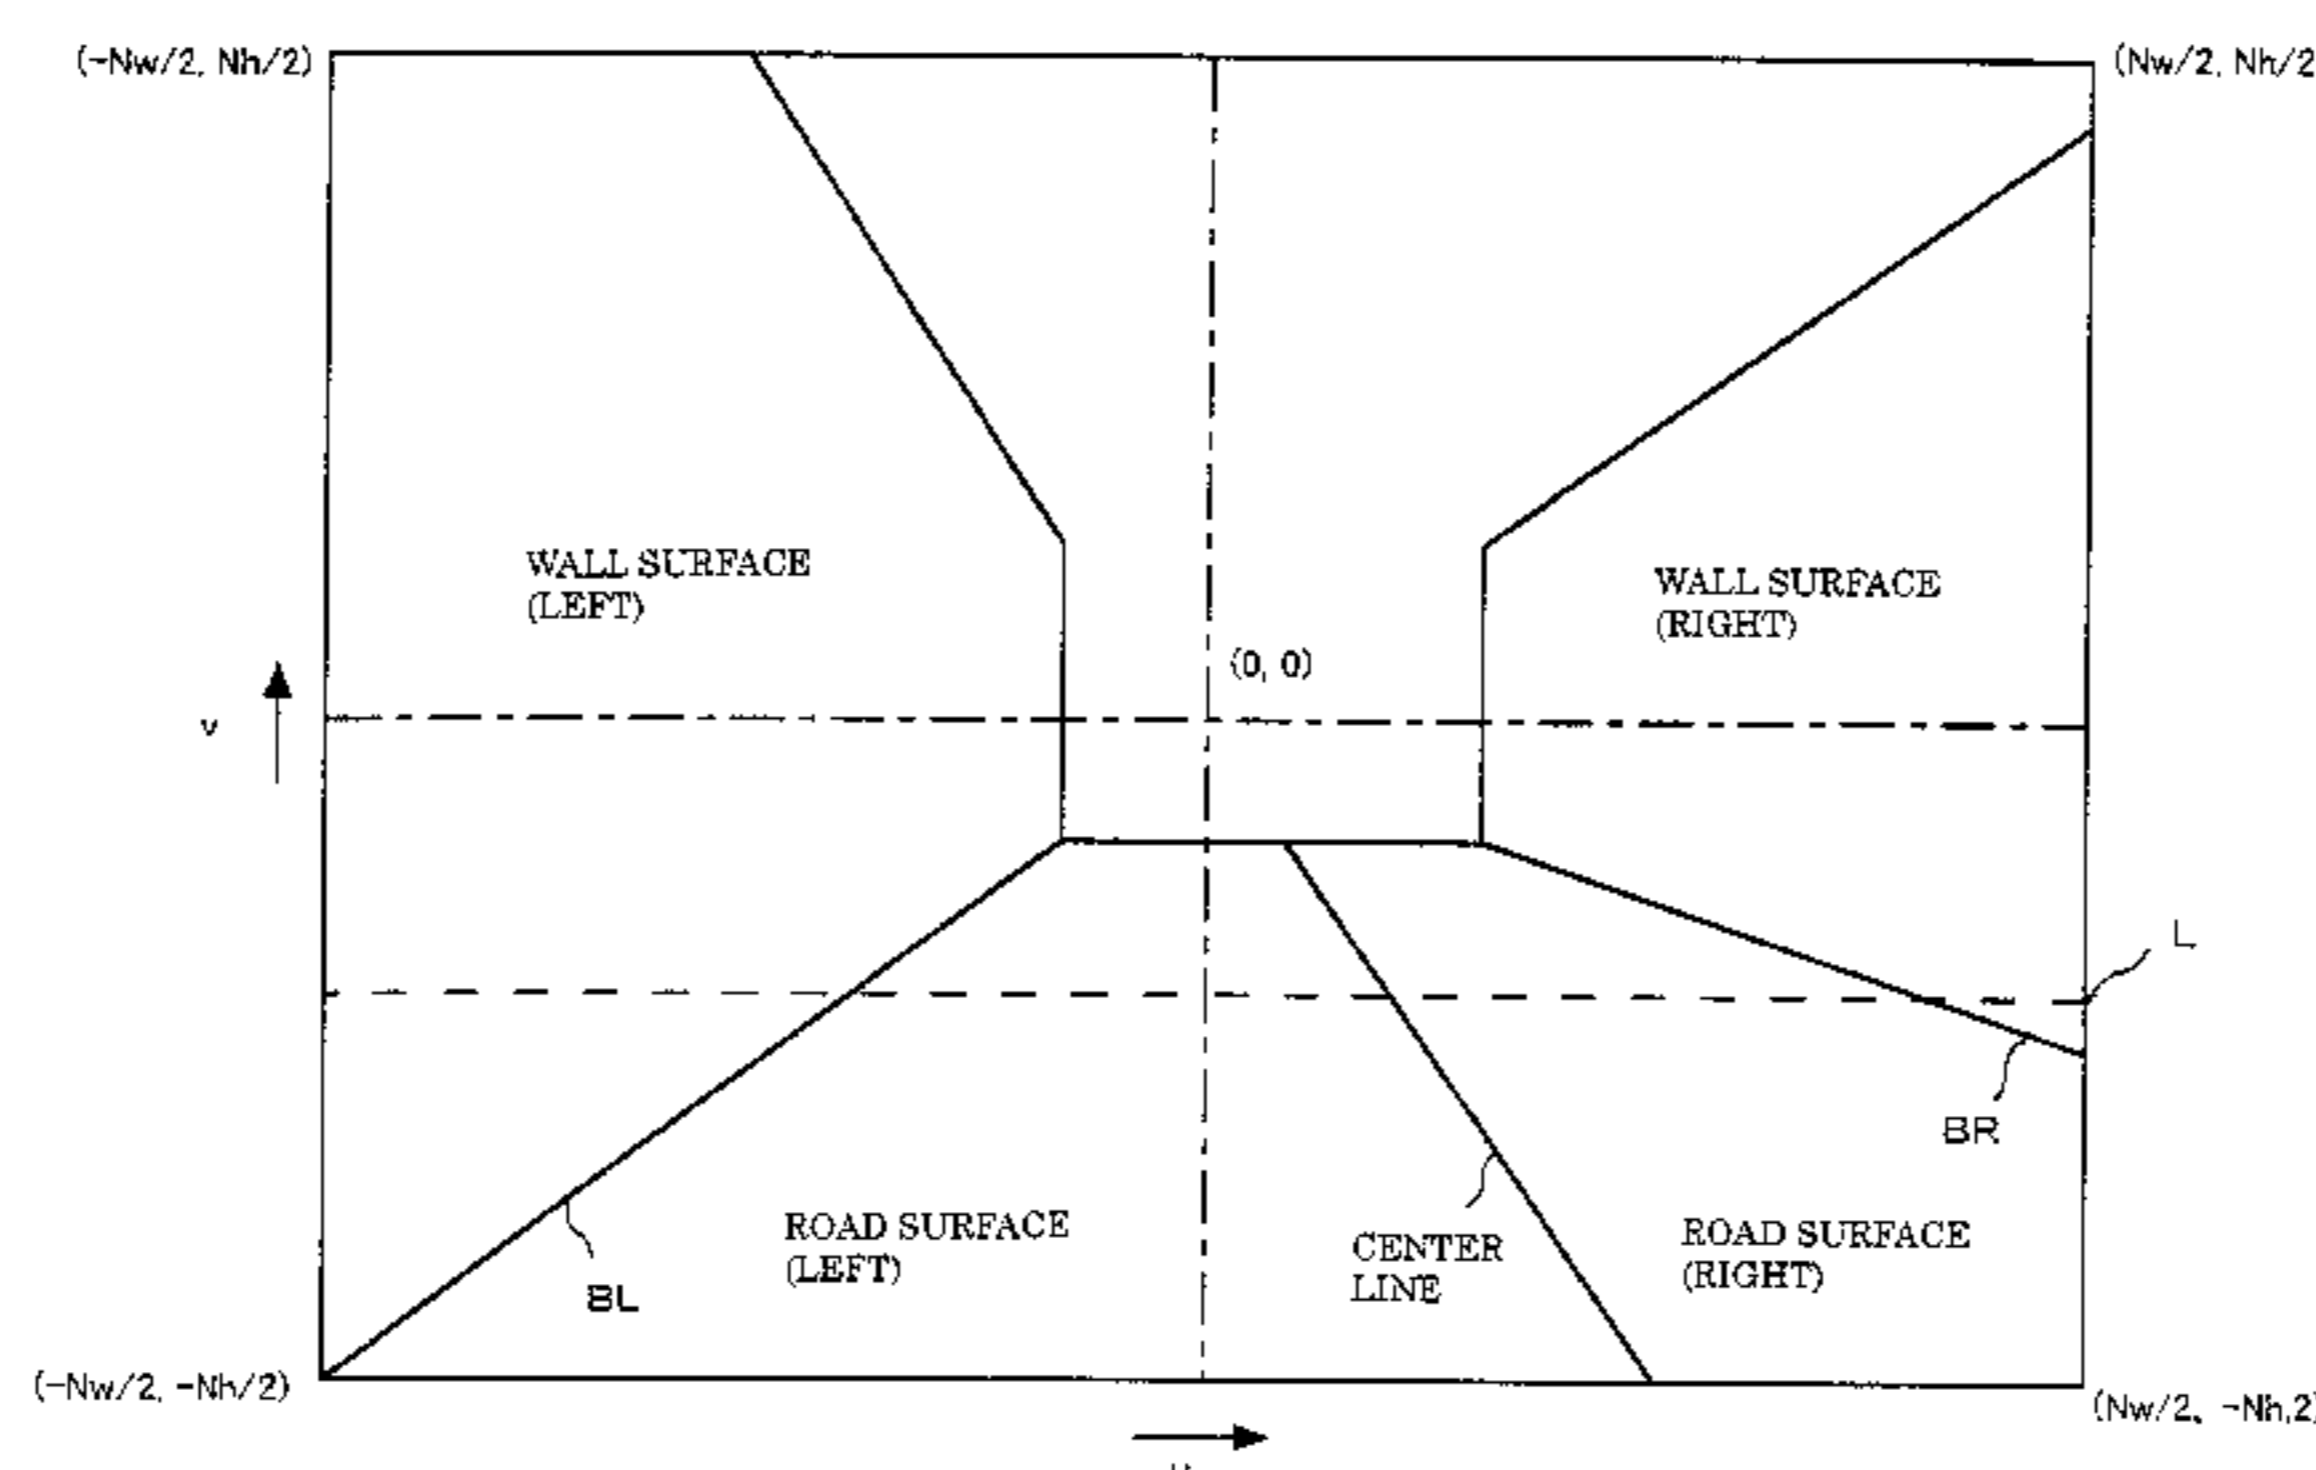 (-Nw/2, Nh/2)
(Nw/2, Nh/2
WALL SURFACE
(LEFT)
WALL SURFACE
(RIGHT)
(0, 0)
v
L
BR
ROAD SURFACE
(LEFT)
CENTER
LINE
ROAD SURFACE
(RIGHT)
BL
(-Nw/2, -Nh/2)
(Nw/2, -Nh,2)